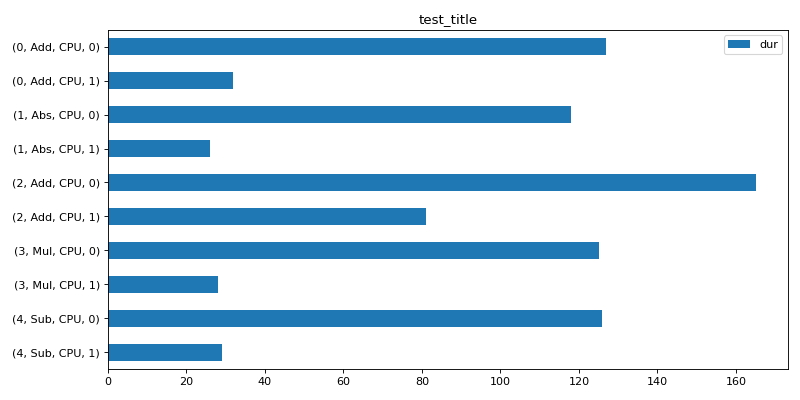 test_title
dur
(0, Add, CPU, 0)
(0, Add, CPU, 1)
(1, Abs, CPU, 0)
(1, Abs, CPU, 1)
(2, Add, CPU, 0)
(2, Add, CPU, 1)
(3, Mul, CPU, 0)
(3, Mul, CPU, 1)
(4, Sub, CPU, 0)
(4, Sub, CPU, 1)
0 20 40 60 80 100 120 140 160